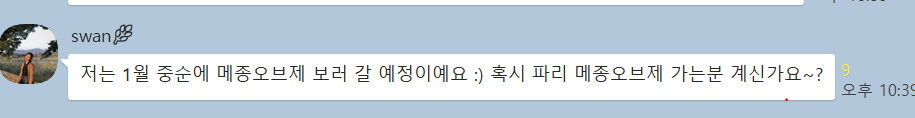 swan
저는 1월 중순에 메종오브제 보러 갈 예정이에요 :) 혹시 파리 메종오브제 가는분 계신가요~?
9
오후 10:39